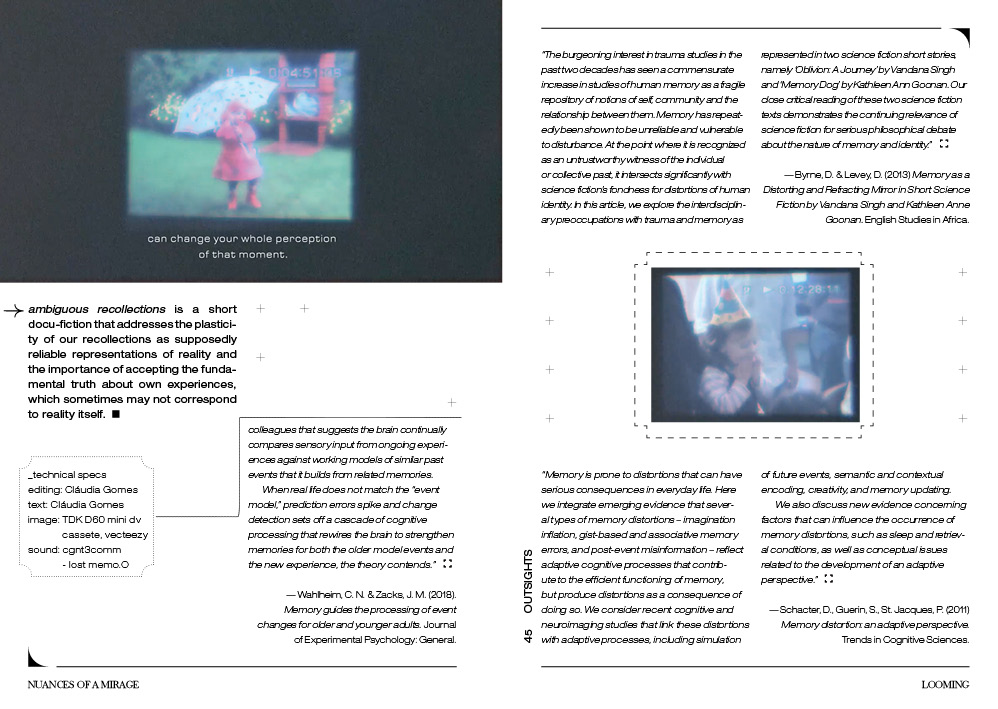 ▶ 0:04:51:09
can change your whole perception
of that moment.
ambiguous recollections is a short
docu-fiction that addresses the plastici-
ty of our recollections as supposedly
reliable representations of reality and
the importance of accepting the funda-
mental truth about own experiences,
which sometimes may not correspond
to reality itself. ■
_technical specs
editing: Cláudia Gomes
text: Cláudia Gomes
image: TDK D60 mini dv
cassete, vecteezy
sound: cgnt3comm
- lost memo.O
colleagues that suggests the brain continually
compares sensory input from ongoing experi-
ences against working models of similar past
events that it builds from related memories.
When real life does not match the "event
model," prediction errors spike and change
detection sets off a cascade of cognitive
processing that rewires the brain to strengthen
memories for both the older model events and
the new experience, the theory contends."
— Wahlheim, C. N. & Zacks, J. M. (2018).
Memory guides the processing of event
changes for older and younger adults. Journal
of Experimental Psychology: General.
NUANCES OF A MIRAGE
"The burgeoning interest in trauma studies in the
past two decades has seen a commensurate
increase in studies of human memory as a fragile
repository of notions of self, community and the
relationship between them. Memory has repeat-
edly been shown to be unreliable and vulnerable
to disturbance. At the point where it is recognized
as an untrustworthy witness of the individual
or collective past, it intersects significantly with
science fiction's fondness for distortions of human
identity. In this article, we explore the interdisciplin-
ary preoccupations with trauma and memory as
represented in two science fiction short stories,
namely 'Oblivion: A Journey' by Vandana Singh
and 'Memory Dog' by Kathleen Ann Goonan. Our
close critical reading of these two science fiction
texts demonstrates the continuing relevance of
science fiction for serious philosophical debate
about the nature of memory and identity."
— Byrne, D. & Levey, D. (2013) Memory as a
Distorting and Refracting Mirror in Short Science
Fiction by Vandana Singh and Kathleen Anne
Goonan. English Studies in Africa.
▶ 0:12:28:11
"Memory is prone to distortions that can have
serious consequences in everyday life. Here
we integrate emerging evidence that sever-
al types of memory distortions – imagination
inflation, gist-based and associative memory
errors, and post-event misinformation – reflect
adaptive cognitive processes that contrib-
ute to the efficient functioning of memory,
but produce distortions as a consequence of
doing so. We consider recent cognitive and
neuroimaging studies that link these distortions
with adaptive processes, including simulation
of future events, semantic and contextual
encoding, creativity, and memory updating.
We also discuss new evidence concerning
factors that can influence the occurrence of
memory distortions, such as sleep and retriev-
al conditions, as well as conceptual issues
related to the development of an adaptive
perspective."
— Schacter, D., Guerin, S., St. Jacques, P. (2011)
Memory distortion: an adaptive perspective.
Trends in Cognitive Sciences.
45 OUTSIGHTS
LOOMING